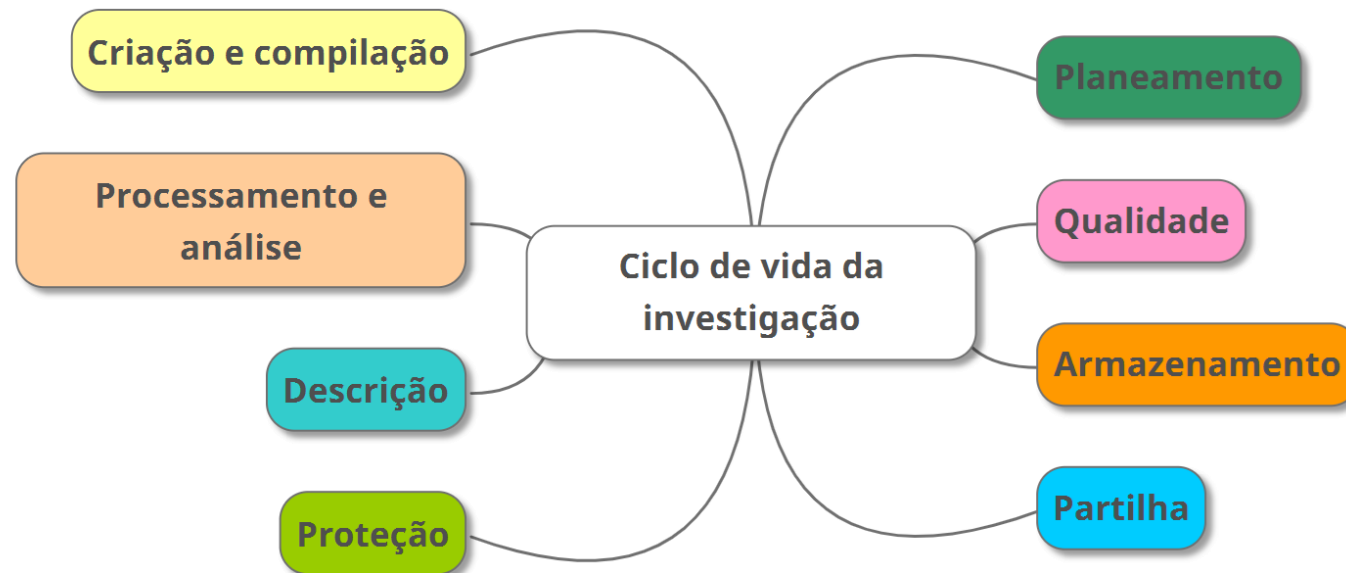 Criação e compilação
Planeamento
Processamento e
análise
Qualidade
Ciclo de vida da
investigação
Armazenamento
Descrição
Partilha
Proteção